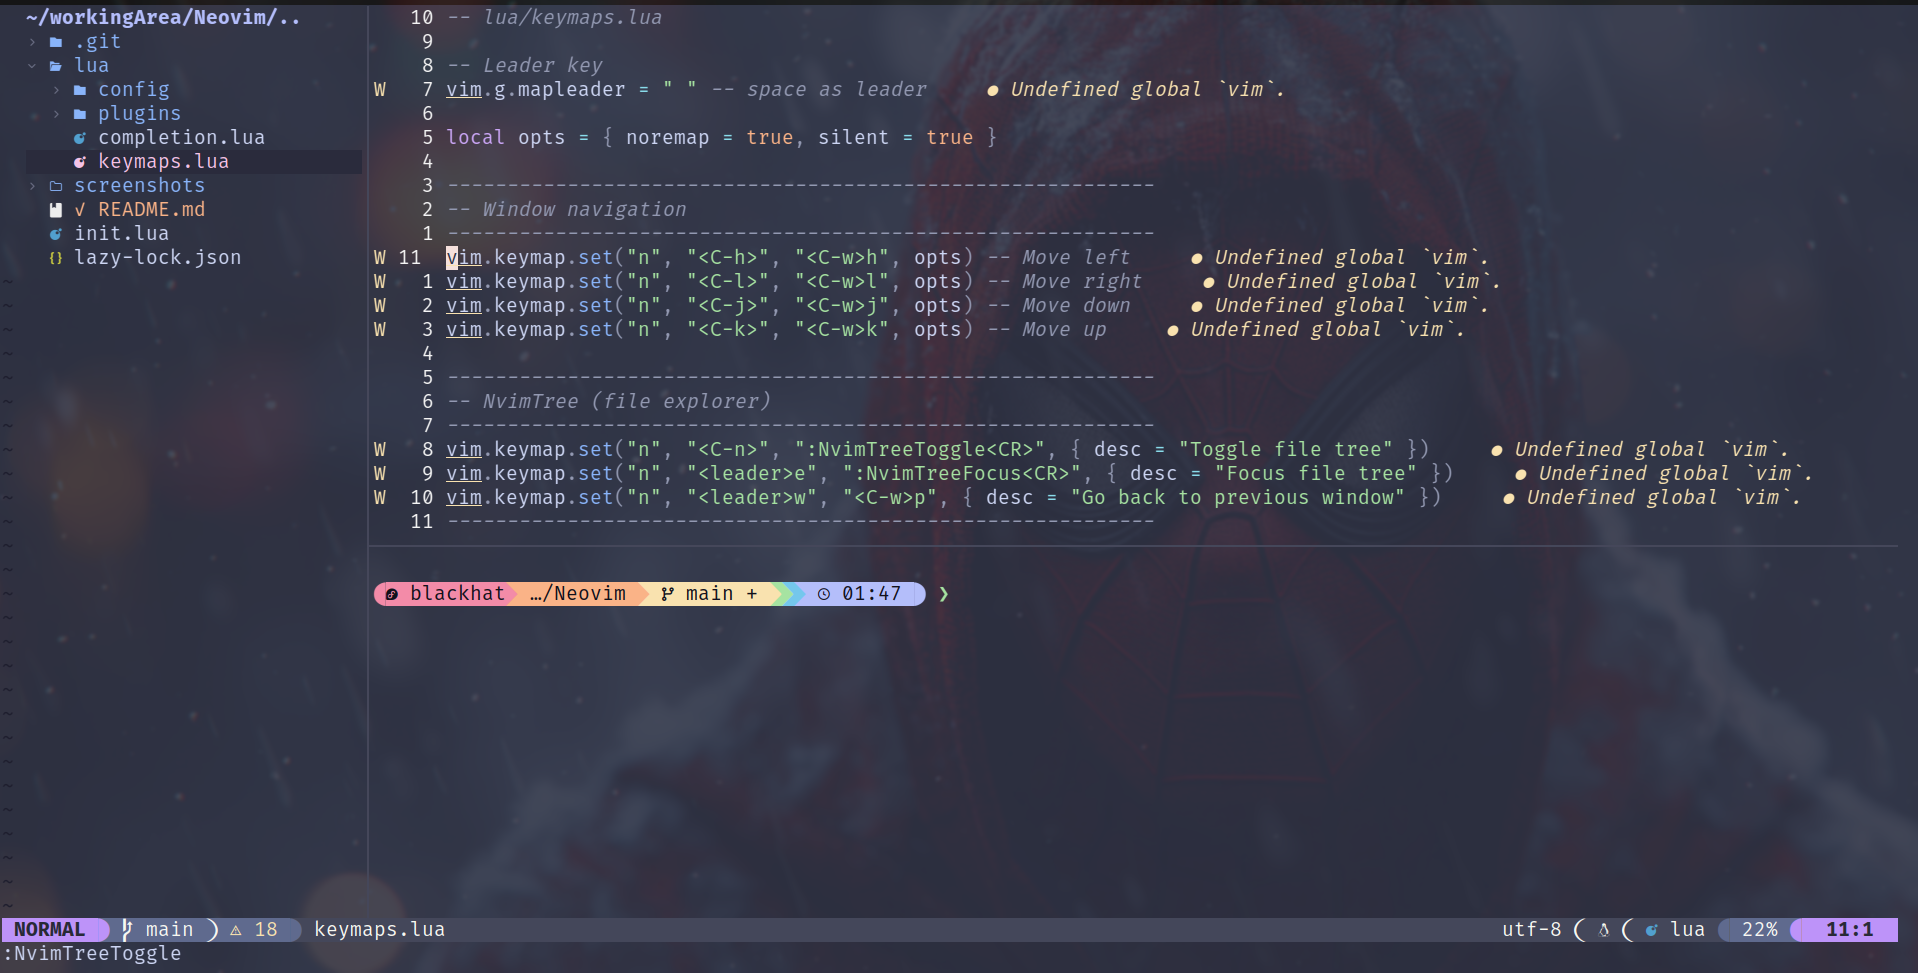 ~/workingArea/Neovim/..
.git
lua
config
plugins
completion.lua
keymaps.lua
screenshots
✓ README.md
init.lua
{} lazy-lock.json
10 -- lua/keymaps.lua
9
8 -- Leader key
W 7 vim.g.mapleader = " " -- space as leader ● Undefined global `vim`.
6
5 local opts = { noremap = true, silent = true }
4
3 -----------------------------------------------------------
2 -- Window navigation
1 -----------------------------------------------------------
W 11 vim.keymap.set("n", "<C-h>", "<C-w>h", opts) -- Move left ● Undefined global `vim`.
W 1 vim.keymap.set("n", "<C-l>", "<C-w>l", opts) -- Move right ● Undefined global `vim`.
W 2 vim.keymap.set("n", "<C-j>", "<C-w>j", opts) -- Move down ● Undefined global `vim`.
W 3 vim.keymap.set("n", "<C-k>", "<C-w>k", opts) -- Move up ● Undefined global `vim`.
4
5 -----------------------------------------------------------
6 -- NvimTree (file explorer)
7 -----------------------------------------------------------
W 8 vim.keymap.set("n", "<C-n>", ":NvimTreeToggle<CR>", { desc = "Toggle file tree" }) ● Undefined global `vim`.
W 9 vim.keymap.set("n", "<leader>e", ":NvimTreeFocus<CR>", { desc = "Focus file tree" }) ● Undefined global `vim`.
W 10 vim.keymap.set("n", "<leader>w", "<C-w>p", { desc = "Go back to previous window" }) ● Undefined global `vim`.
11 -----------------------------------------------------------
blackhat …/Neovim main + 01:47 ❯
NORMAL main ⚠ 18 keymaps.lua utf-8 lua 22% 11:1
:NvimTreeToggle